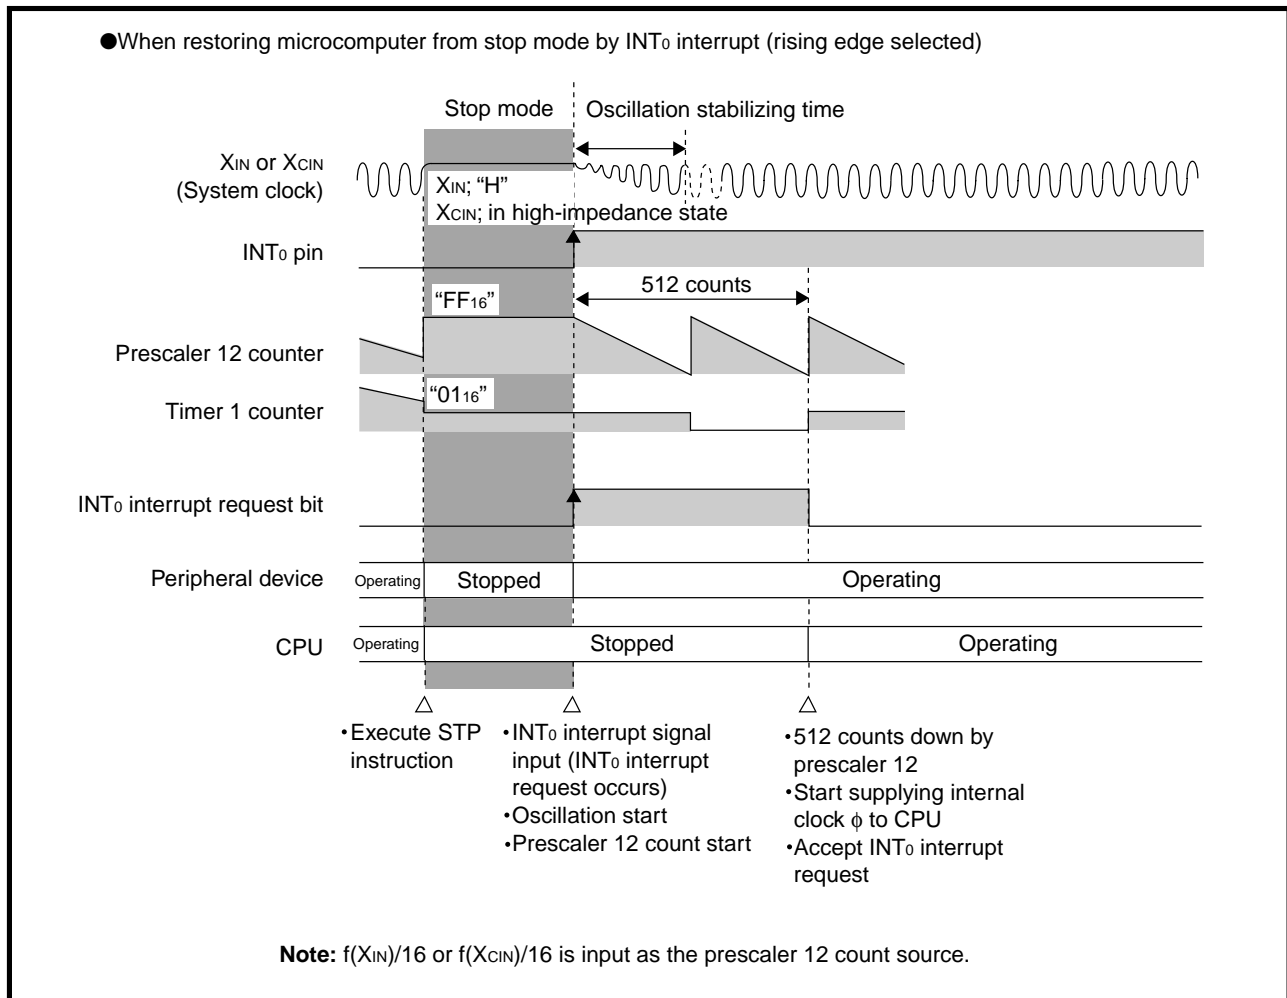 ●When restoring microcomputer from stop mode by INT0 interrupt (rising edge selected)
Stop mode
Oscillation stabilizing time
XIN or XCIN
(System clock)
XIN; “H”
XCIN; in high-impedance state
INT0 pin
“FF16”
512 counts
Prescaler 12 counter
“0116”
Timer 1 counter
INT0 interrupt request bit
Peripheral device
Operating
Stopped
Operating
CPU
Operating
Stopped
Operating
・Execute STP
instruction
・INT0 interrupt signal
input (INT0 interrupt
request occurs)
・Oscillation start
・Prescaler 12 count start
・512 counts down by
prescaler 12
・Start supplying internal
clock ϕ to CPU
・Accept INT0 interrupt
request
Note: f(XIN)/16 or f(XCIN)/16 is input as the prescaler 12 count source.